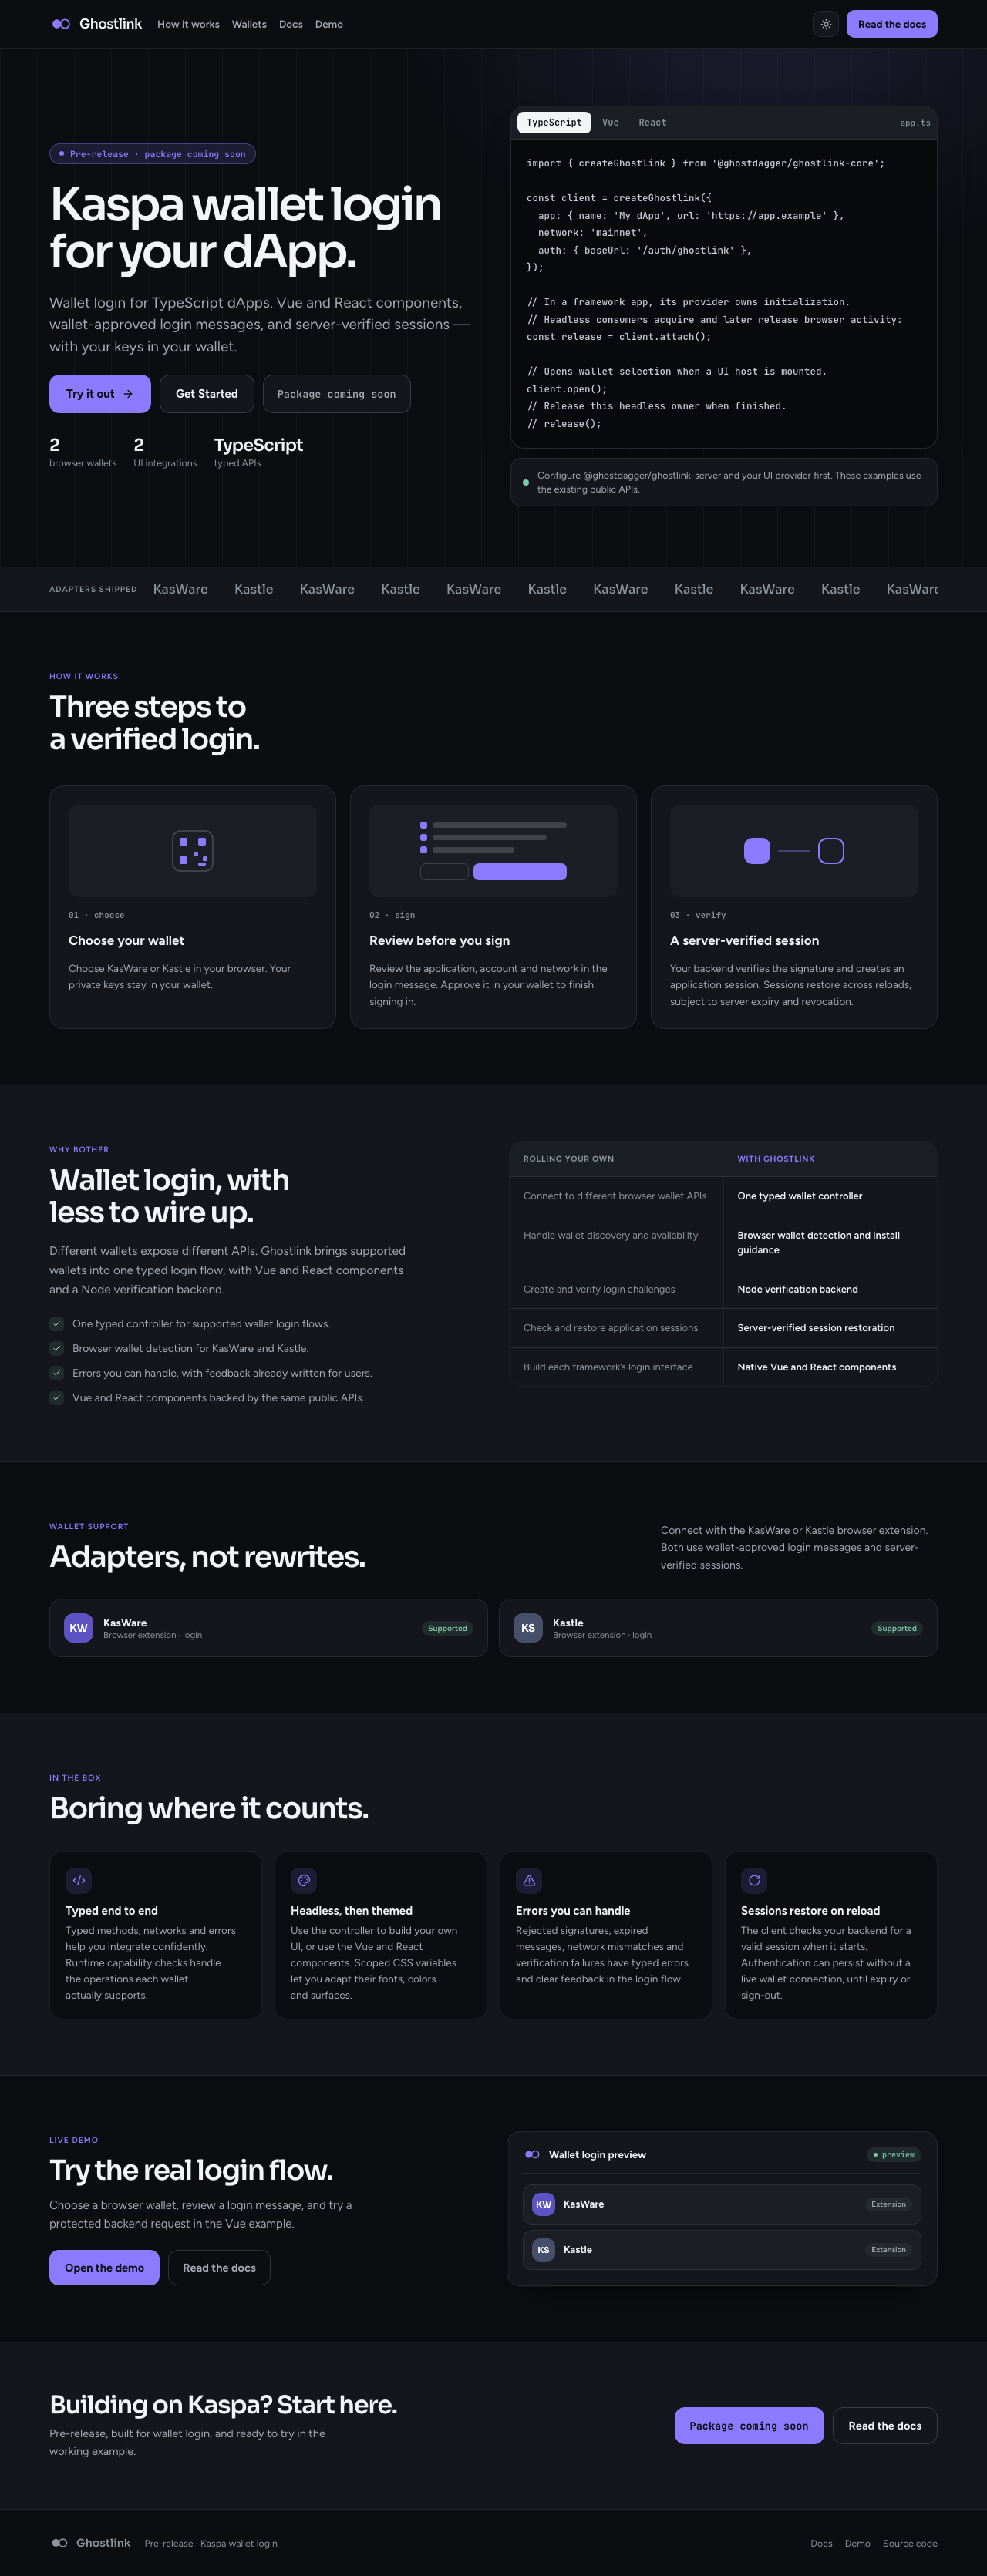 Ghostlink How it works Wallets Docs Demo Read the docs
Pre-release · package coming soon
Kaspa wallet login
for your dApp.
Wallet login for TypeScript dApps. Vue and React components,
wallet-approved login messages, and server-verified sessions —
with your keys in your wallet.
Try it out → Get Started Package coming soon
2 2 TypeScript
browser wallets UI integrations typed APIs
TypeScript Vue React app.ts
import { createGhostlink } from '@ghostdagger/ghostlink-core';
const client = createGhostlink({
app: { name: 'My dApp', url: 'https://app.example' },
network: 'mainnet',
auth: { baseUrl: '/auth/ghostlink' },
});
// In a framework app, its provider owns initialization.
// Headless consumers acquire and later release browser activity:
const release = client.attach();
// Opens wallet selection when a UI host is mounted.
client.open();
// Release this headless owner when finished.
// release();
Configure @ghostdagger/ghostlink-server and your UI provider first. These examples use
the existing public APIs.
ADAPTERS SHIPPED KasWare Kastle KasWare Kastle KasWare Kastle KasWare Kastle KasWare Kastle KasWare
HOW IT WORKS
Three steps to
a verified login.
01 · choose
Choose your wallet
Choose KasWare or Kastle in your browser. Your
private keys stay in your wallet.
02 · sign
Review before you sign
Review the application, account and network in the
login message. Approve it in your wallet to finish
signing in.
03 · verify
A server-verified session
Your backend verifies the signature and creates an
application session. Sessions restore across reloads,
subject to server expiry and revocation.
WHY BOTHER
Wallet login, with
less to wire up.
Different wallets expose different APIs. Ghostlink brings supported
wallets into one typed login flow, with Vue and React components
and a Node verification backend.
One typed controller for supported wallet login flows.
Browser wallet detection for KasWare and Kastle.
Errors you can handle, with feedback already written for users.
Vue and React components backed by the same public APIs.
ROLLING YOUR OWN WITH GHOSTLINK
Connect to different browser wallet APIs One typed wallet controller
Handle wallet discovery and availability Browser wallet detection and install
guidance
Create and verify login challenges Node verification backend
Check and restore application sessions Server-verified session restoration
Build each framework's login interface Native Vue and React components
WALLET SUPPORT
Adapters, not rewrites.
Connect with the KasWare or Kastle browser extension.
Both use wallet-approved login messages and server-
verified sessions.
KW KasWare
Browser extension · login
Supported
KS Kastle
Browser extension · login
Supported
IN THE BOX
Boring where it counts.
Typed end to end
Typed methods, networks and errors
help you integrate confidently.
Runtime capability checks handle
the operations each wallet
actually supports.
Headless, then themed
Use the controller to build your own
UI, or use the Vue and React
components. Scoped CSS variables
let you adapt their fonts, colors
and surfaces.
Errors you can handle
Rejected signatures, expired
messages, network mismatches and
verification failures have typed errors
and clear feedback in the login flow.
Sessions restore on reload
The client checks your backend for a
valid session when it starts.
Authentication can persist without a
live wallet connection, until expiry or
sign-out.
LIVE DEMO
Try the real login flow.
Choose a browser wallet, review a login message, and try a
protected backend request in the Vue example.
Open the demo Read the docs
Wallet login preview preview
KW KasWare Extension
KS Kastle Extension
Building on Kaspa? Start here.
Pre-release, built for wallet login, and ready to try in the
working example.
Package coming soon Read the docs
Ghostlink Pre-release · Kaspa wallet login Docs Demo Source code